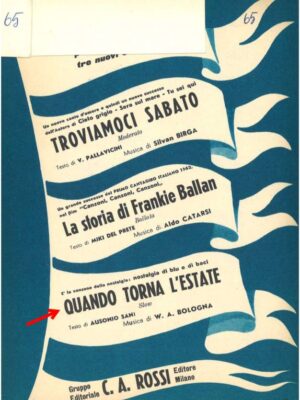 65
65
tre nuovi
Un nuovo canto d'amore e quindi un nuovo successo
dell'Autore di Cielo grigio - Sera sul mare - Tu sei qui
TROVIAMOCI SABATO
Moderato
Testo di V. PALLAVICINI Musica di Silvan BIRGA
Un grande successo del PRIMO CANTAGIRO ITALIANO 1962,
nel film "Canzoni, Canzoni, Canzoni„
La storia di Frankie Ballan
Ballata
Testo di MIKI DEL PRETE Musica di Aldo CATARSI
E' la canzone della nostalgia: nostalgia di blu e di baci
QUANDO TORNA L'ESTATE
Slow
Testo di AUSONIO SANI Musica di W. A. BOLOGNA
Gruppo
Editoriale C. A. ROSSI Editore
Milano